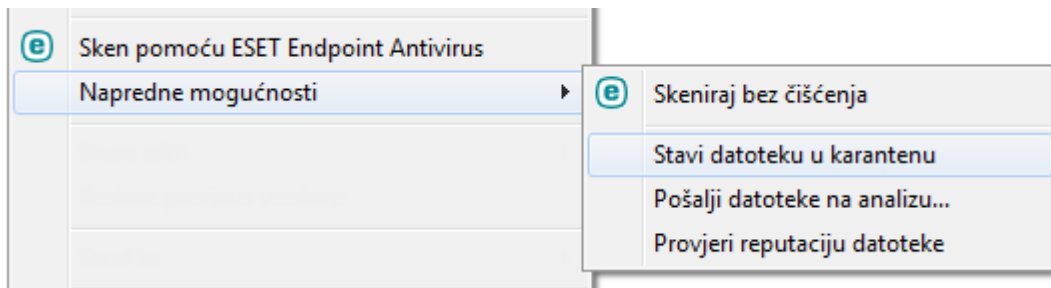 Sken pomoću ESET Endpoint Antivirus
Napredne mogućnosti
Skeniraj bez čišćenja
Stavi datoteku u karantenu
Pošalji datoteke na analizu...
Provjeri reputaciju datoteke